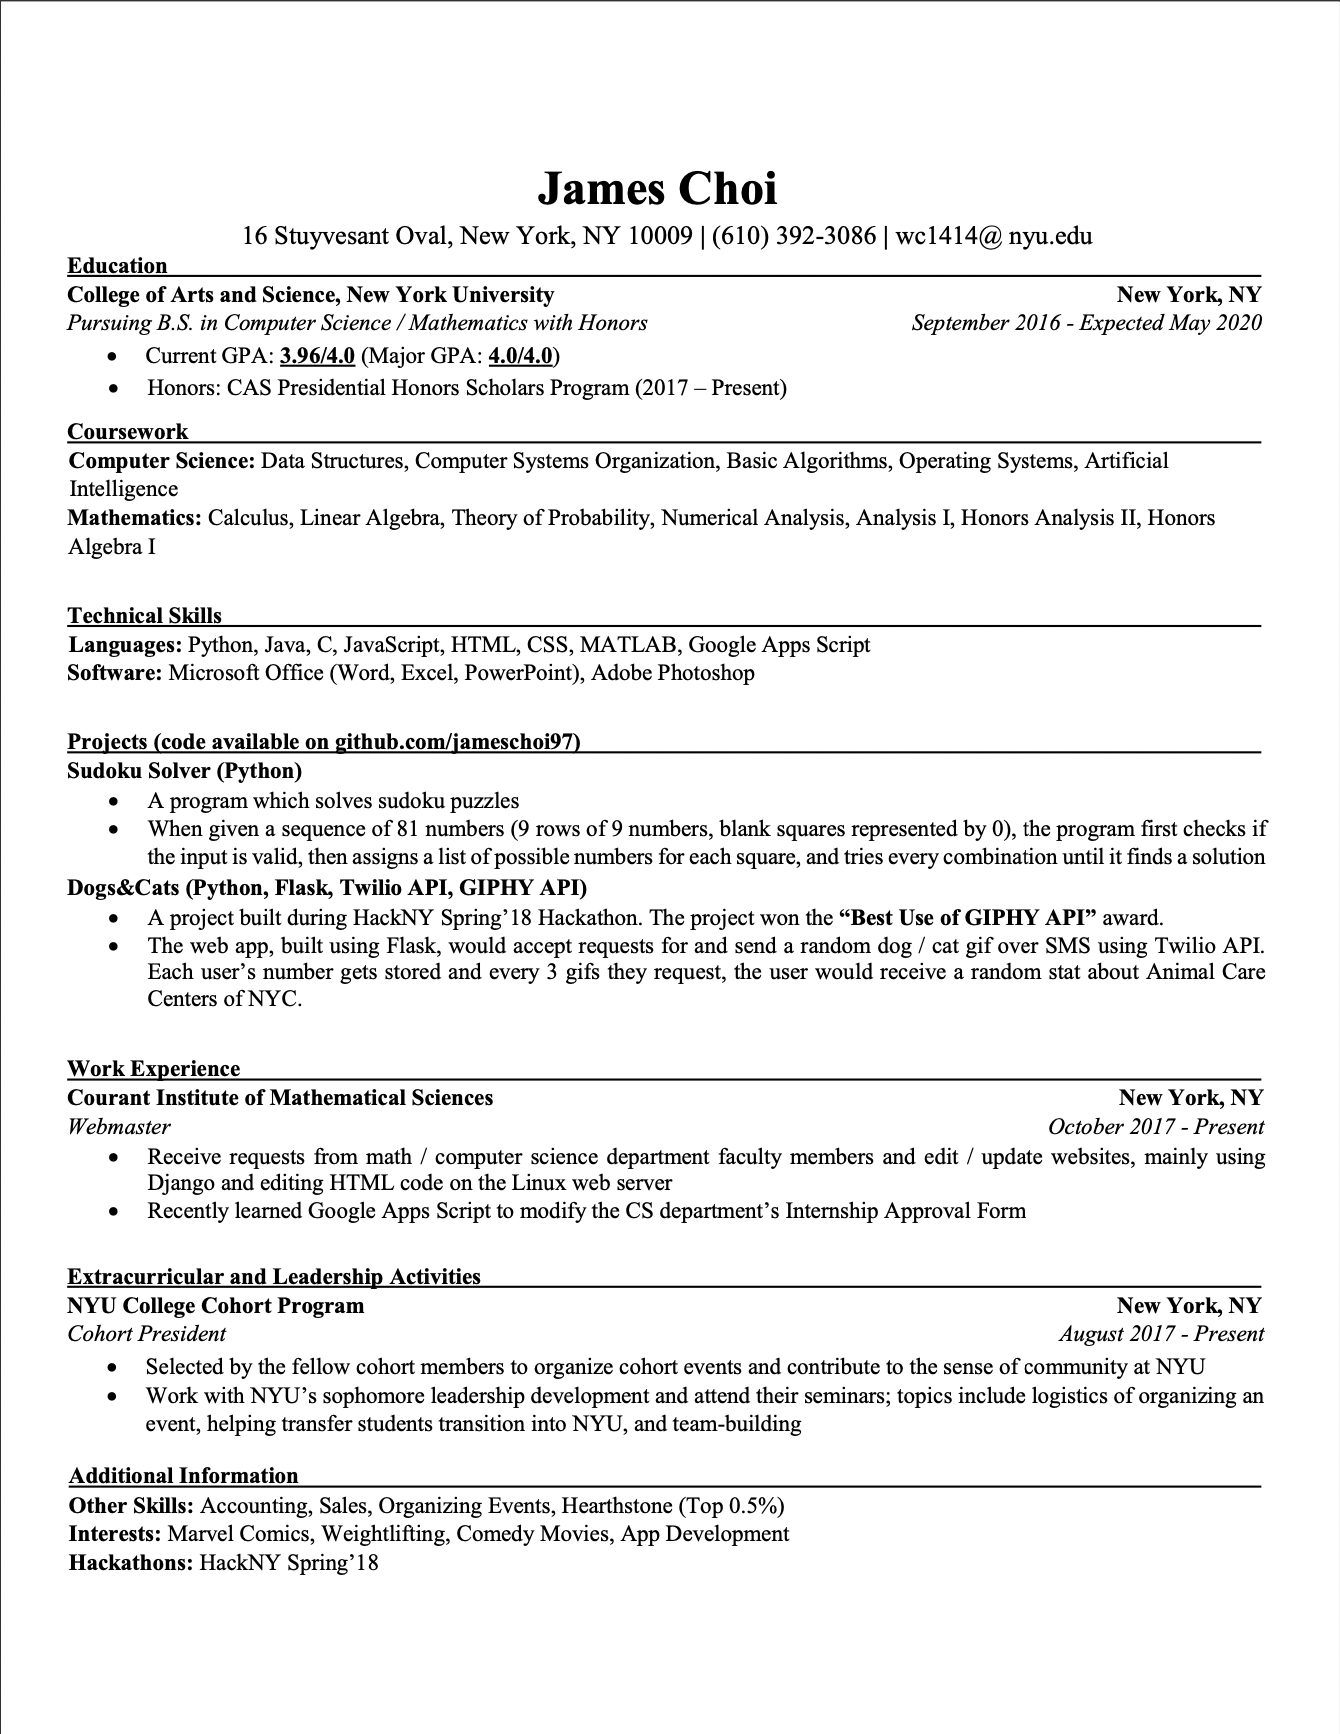 James Choi
16 Stuyvesant Oval, New York, NY 10009 | (610) 392-3086 | wc1414@ nyu.edu
Education
College of Arts and Science, New York University New York, NY
Pursuing B.S. in Computer Science / Mathematics with Honors September 2016 - Expected May 2020
• Current GPA: 3.96/4.0 (Major GPA: 4.0/4.0)
• Honors: CAS Presidential Honors Scholars Program (2017 – Present)
Coursework
Computer Science: Data Structures, Computer Systems Organization, Basic Algorithms, Operating Systems, Artificial
Intelligence
Mathematics: Calculus, Linear Algebra, Theory of Probability, Numerical Analysis, Analysis I, Honors Analysis II, Honors
Algebra I
Technical Skills
Languages: Python, Java, C, JavaScript, HTML, CSS, MATLAB, Google Apps Script
Software: Microsoft Office (Word, Excel, PowerPoint), Adobe Photoshop
Projects (code available on github.com/jameschoi97)
Sudoku Solver (Python)
• A program which solves sudoku puzzles
• When given a sequence of 81 numbers (9 rows of 9 numbers, blank squares represented by 0), the program first checks if
the input is valid, then assigns a list of possible numbers for each square, and tries every combination until it finds a solution
Dogs&Cats (Python, Flask, Twilio API, GIPHY API)
• A project built during HackNY Spring’18 Hackathon. The project won the “Best Use of GIPHY API” award.
• The web app, built using Flask, would accept requests for and send a random dog / cat gif over SMS using Twilio API.
Each user’s number gets stored and every 3 gifs they request, the user would receive a random stat about Animal Care
Centers of NYC.
Work Experience
Courant Institute of Mathematical Sciences New York, NY
Webmaster October 2017 - Present
• Receive requests from math / computer science department faculty members and edit / update websites, mainly using
Django and editing HTML code on the Linux web server
• Recently learned Google Apps Script to modify the CS department’s Internship Approval Form
Extracurricular and Leadership Activities
NYU College Cohort Program New York, NY
Cohort President August 2017 - Present
• Selected by the fellow cohort members to organize cohort events and contribute to the sense of community at NYU
• Work with NYU’s sophomore leadership development and attend their seminars; topics include logistics of organizing an
event, helping transfer students transition into NYU, and team-building
Additional Information
Other Skills: Accounting, Sales, Organizing Events, Hearthstone (Top 0.5%)
Interests: Marvel Comics, Weightlifting, Comedy Movies, App Development
Hackathons: HackNY Spring’18